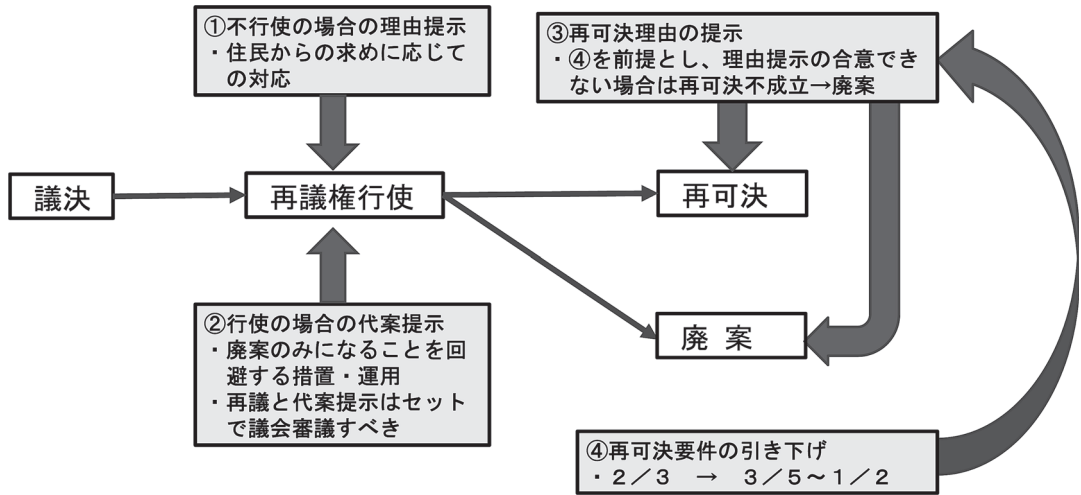 ①不行使の場合の理由提示
・住民からの求めに応じて
の対応
③再可決理由の提示
・④を前提とし、理由提示の合意でき
ない場合は再可決不成立→廃案
議決
再議権行使
再可決
廃 案
②行使の場合の代案提示
・廃案のみになることを回
避する措置・運用
・再議と代案提示はセット
で議会審議すべき
④再可決要件の引き下げ
・２／３　→　３／５～１／２